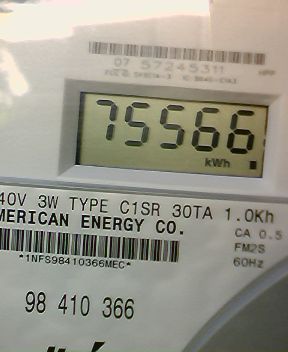 07 57245311
75566
kWh
40V 3W TYPE C1SR 30TA 1.0Kh
MERICAN ENERGY CO.
CA 0.5
FM2S
*1NFS98410366MEC*
60Hz
98 410 366